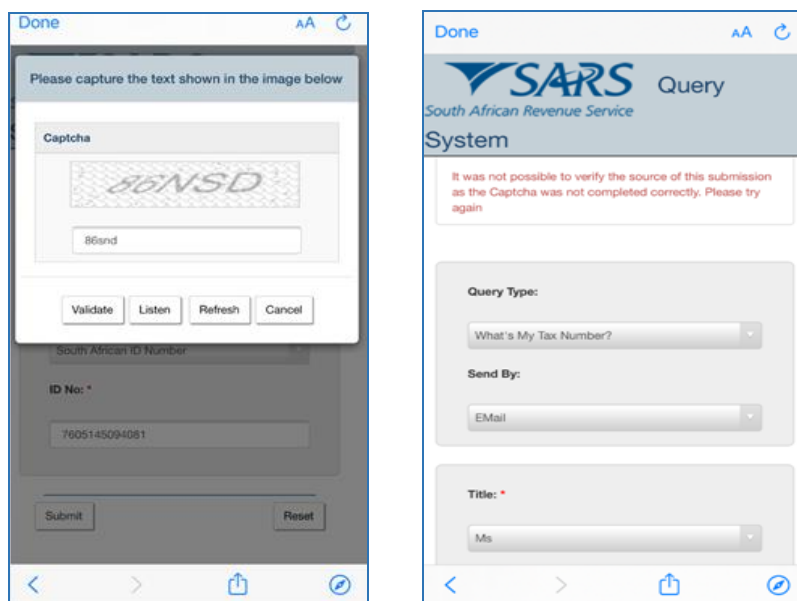 Done AA
Please capture the text shown in the image below
Captcha
86NSD
86snd
Validate Listen Refresh Cancel
South African ID Number
ID No: *
7605145094081
Submit Reset
Done AA
SARS Query
South African Revenue Service
System
It was not possible to verify the source of this submission
as the Captcha was not completed correctly. Please try
again
Query Type:
What's My Tax Number?
Send By:
EMail
Title: *
Ms